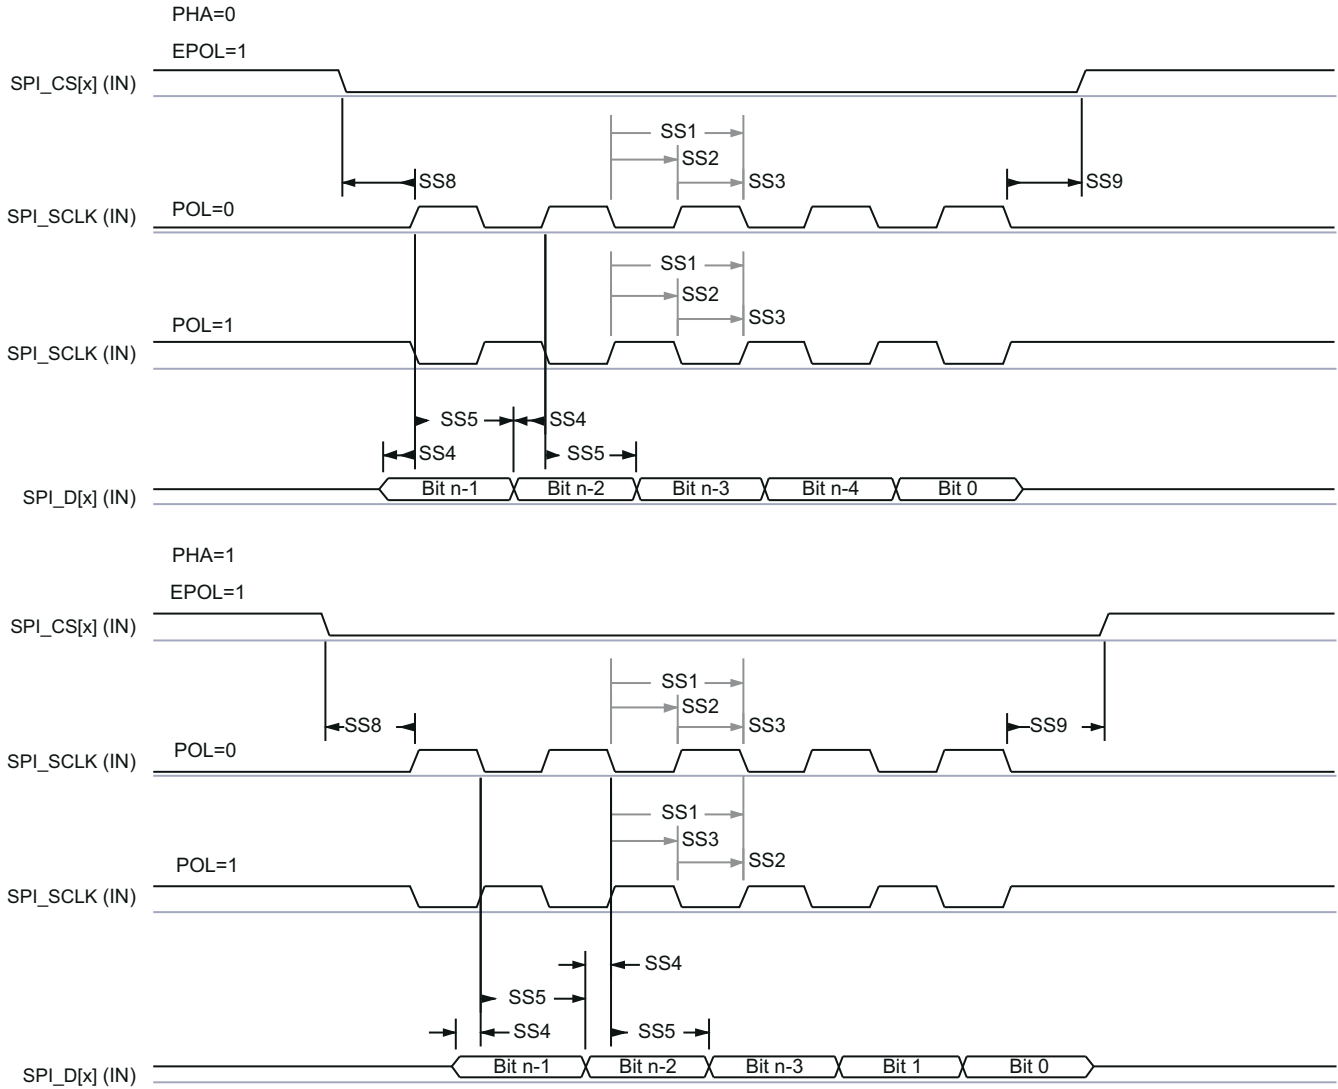 PHA=0
EPOL=1
SPI_CS[x] (IN)
SS1
SS2
SS8
SS3
SS9
POL=0
SPI_SCLK (IN)
SS1
SS2
SS3
POL=1
SPI_SCLK (IN)
SS5
SS4
SS4
SS5
SPI_D[x] (IN)
Bit n-1
Bit n-2
Bit n-3
Bit n-4
Bit 0
PHA=1
EPOL=1
SPI_CS[x] (IN)
SS1
SS2
SS8
SS3
SS9
POL=0
SPI_SCLK (IN)
SS1
SS3
SS2
POL=1
SPI_SCLK (IN)
SS4
SS5
SS4
SS5
SPI_D[x] (IN)
Bit n-1
Bit n-2
Bit n-3
Bit 1
Bit 0